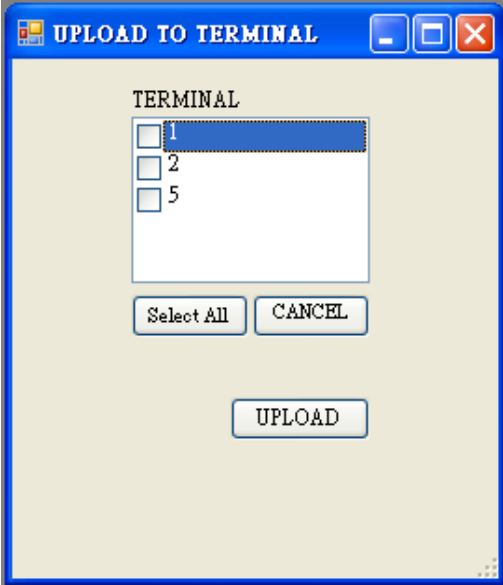 UPLOAD TO TERMINAL
TERMINAL
1
2
5
Select All CANCEL
UPLOAD